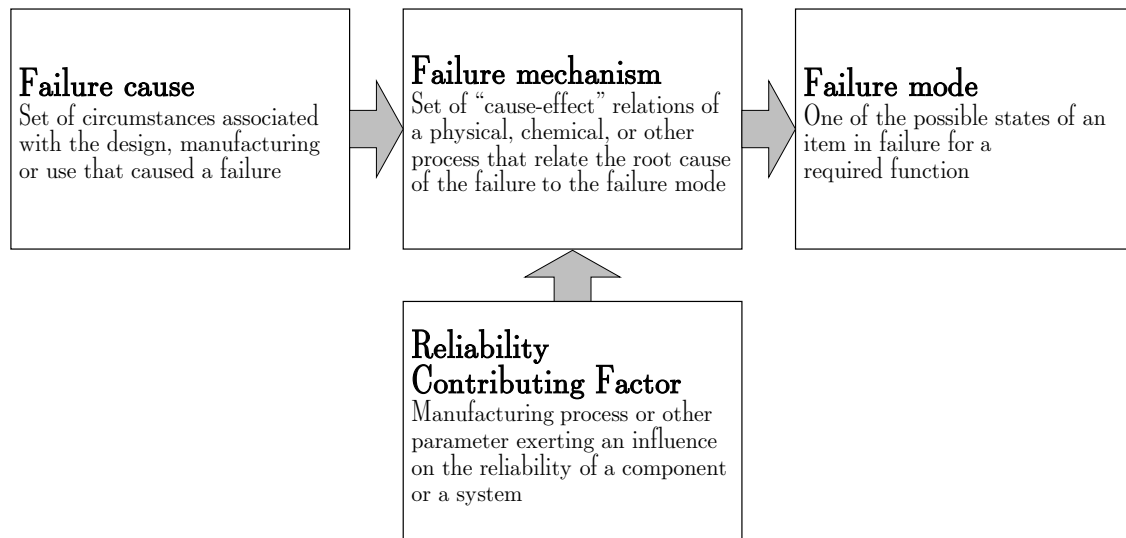 Failure cause
Set of circumstances associated
with the design, manufacturing
or use that caused a failure
Failure mechanism
Set of “cause-effect” relations of
a physical, chemical, or other
process that relate the root cause
of the failure to the failure mode
Failure mode
One of the possible states of an
item in failure for a
required function
Reliability
Contributing Factor
Manufacturing process or other
parameter exerting an influence
on the reliability of a component
or a system